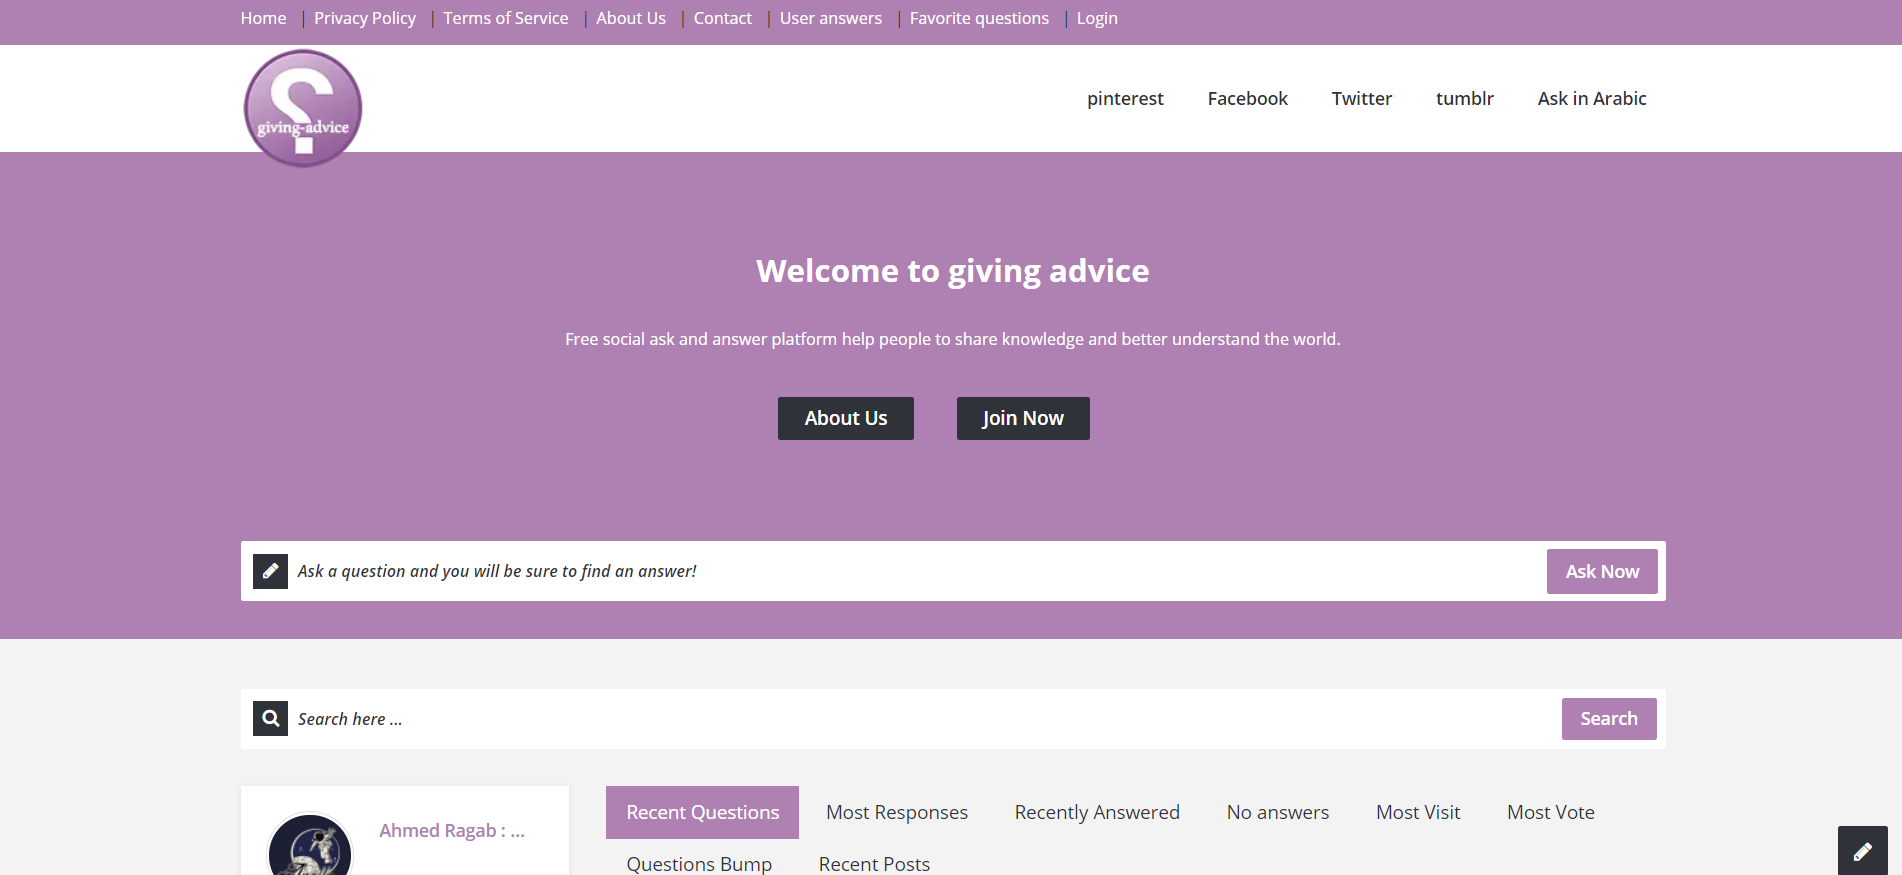 Home | Privacy Policy | Terms of Service | About Us | Contact | User answers | Favorite questions | Login
giving-advice
pinterest Facebook Twitter tumblr Ask in Arabic
Welcome to giving advice
Free social ask and answer platform help people to share knowledge and better understand the world.
About Us Join Now
Ask a question and you will be sure to find an answer! Ask Now
Search here ... Search
Ahmed Ragab : ...
Recent Questions Most Responses Recently Answered No answers Most Visit Most Vote
Questions Bump Recent Posts